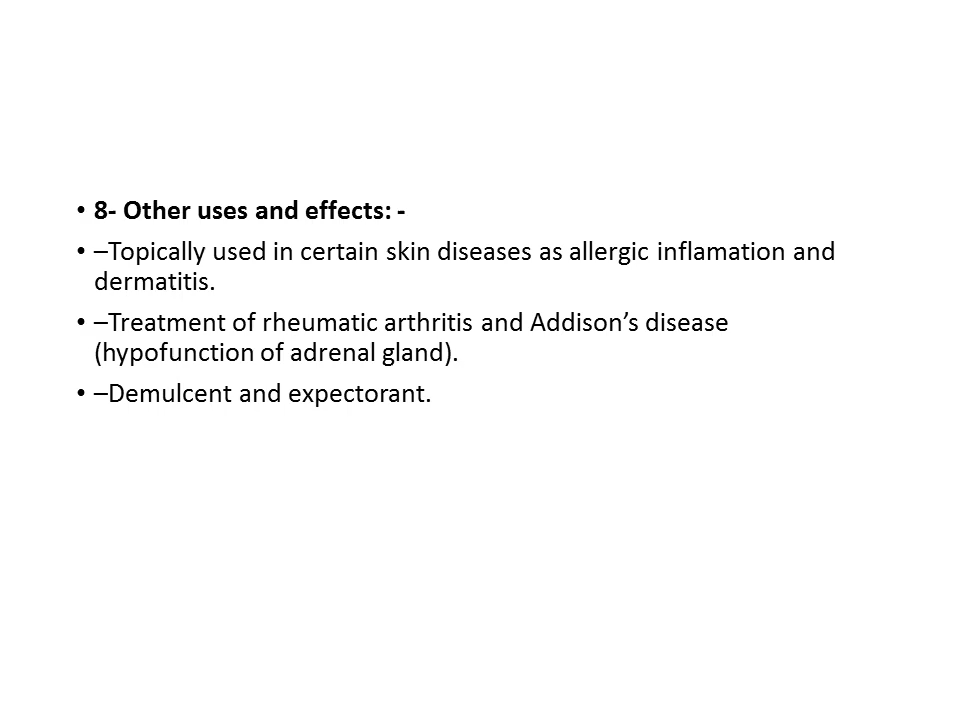 • 8- Other uses and effects: -
• –Topically used in certain skin diseases as allergic inflamation and
dermatitis.
• –Treatment of rheumatic arthritis and Addison’s disease
(hypofunction of adrenal gland).
• –Demulcent and expectorant.